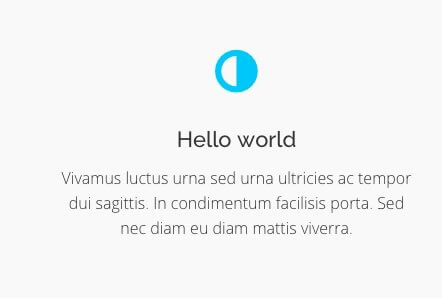 Hello world
Vivamus luctus urna sed urna ultricies ac tempor
dui sagittis. In condimentum facilisis porta. Sed
nec diam eu diam mattis viverra.